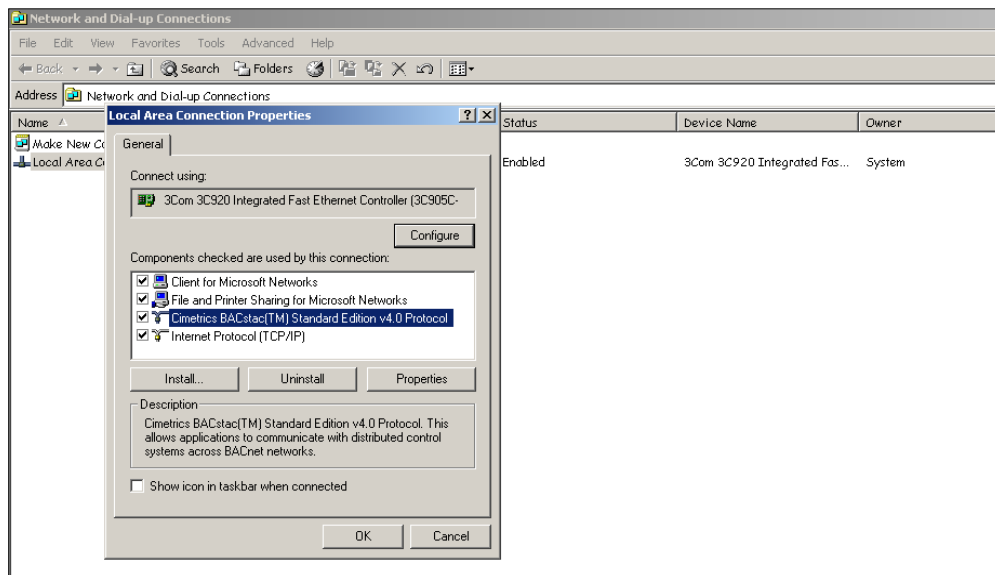 Network and Dial-up Connections
File Edit View Favorites Tools Advanced Help
Back Search Folders
Address Network and Dial-up Connections
Name Status Device Name Owner
Make New Co
Local Area Co Enabled 3Com 3C920 Integrated Fas... System
Local Area Connection Properties
General
Connect using:
3Com 3C920 Integrated Fast Ethernet Controller (3C905C-
Configure
Components checked are used by this connection:
Client for Microsoft Networks
File and Printer Sharing for Microsoft Networks
Cimetrics BACstac(TM) Standard Edition v4.0 Protocol
Internet Protocol (TCP/IP)
Install... Uninstall Properties
Description
Cimetrics BACstac(TM) Standard Edition v4.0 Protocol. This
allows applications to communicate with distributed control
systems across BACnet networks.
Show icon in taskbar when connected
OK Cancel